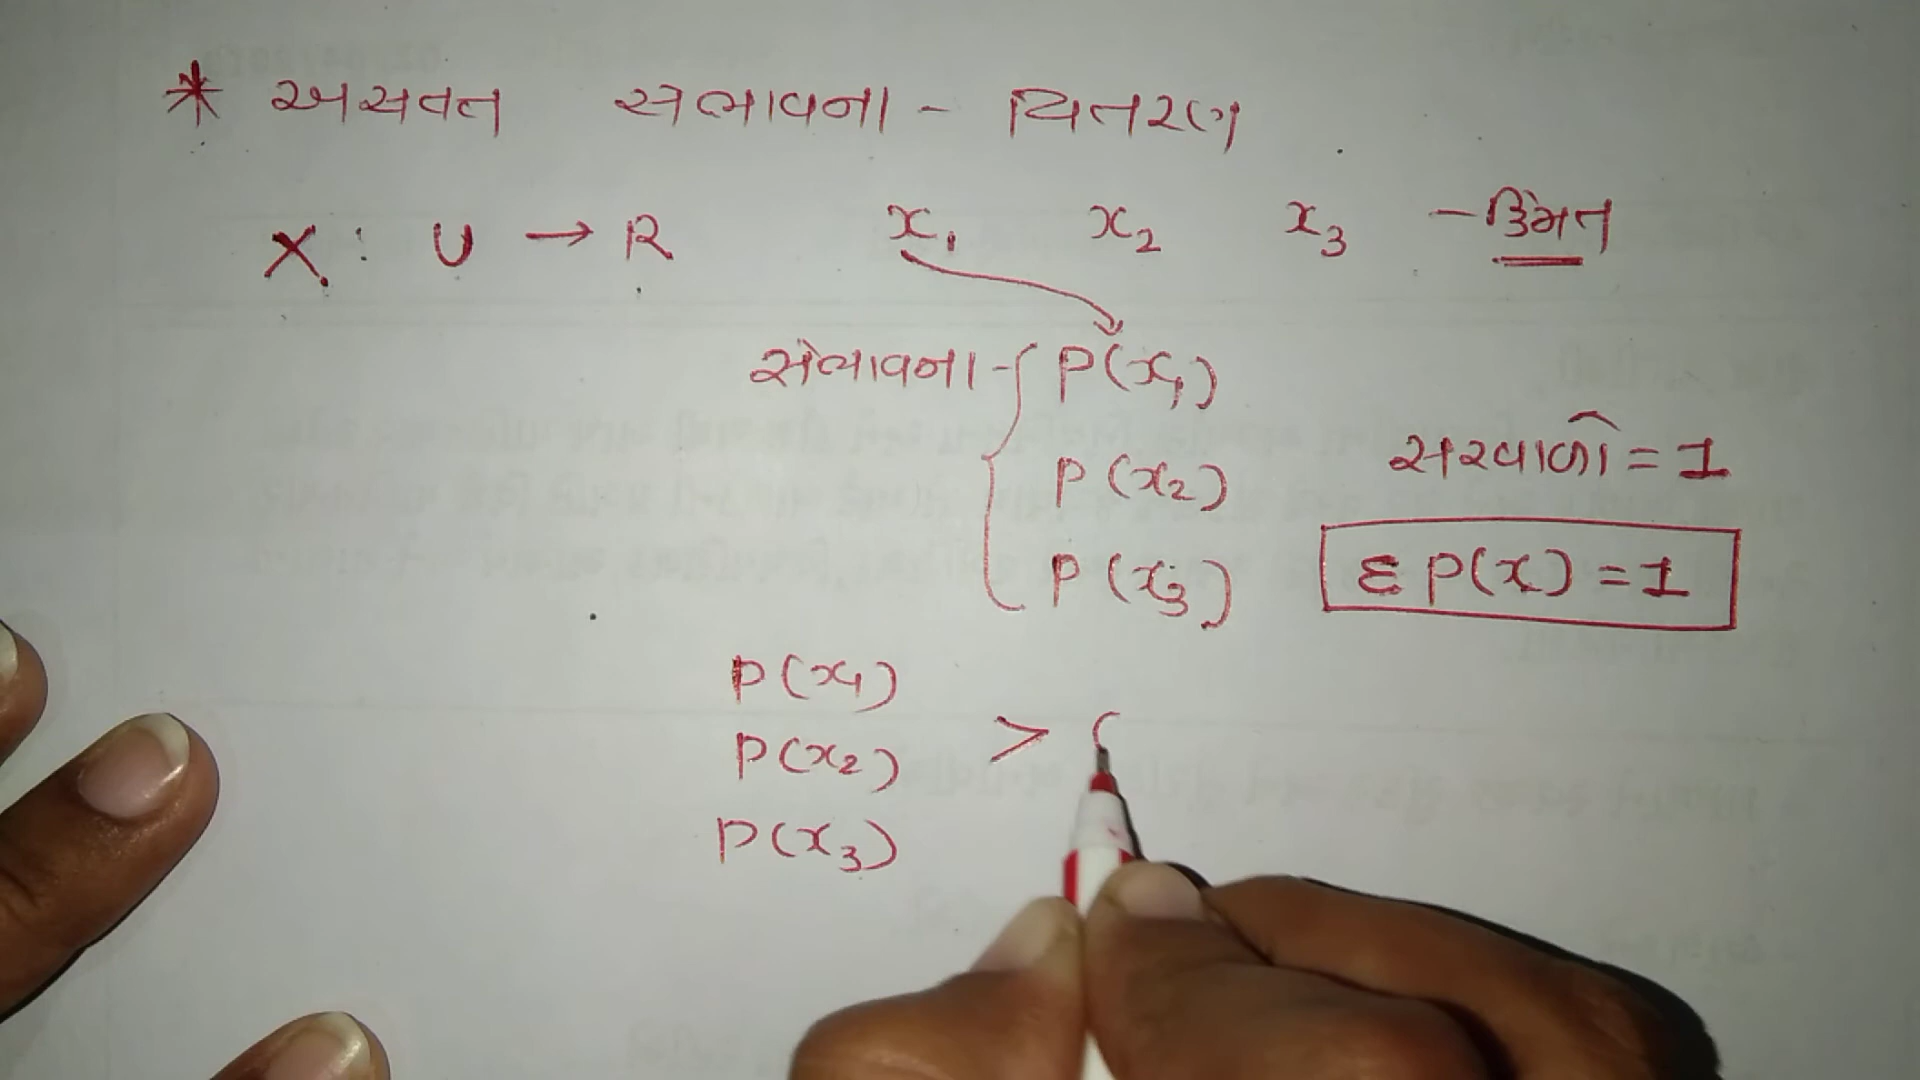 * અસતત સંભાવના - વિતરણ
X : U → R x₁ x₂ x₃ - કિંમત
સંભાવના - { P(x₁)
P(x₂) સરવાળો = 1
P(x₃) Σ P(x) = 1
P(x₁)
P(x₂) >
P(x₃)